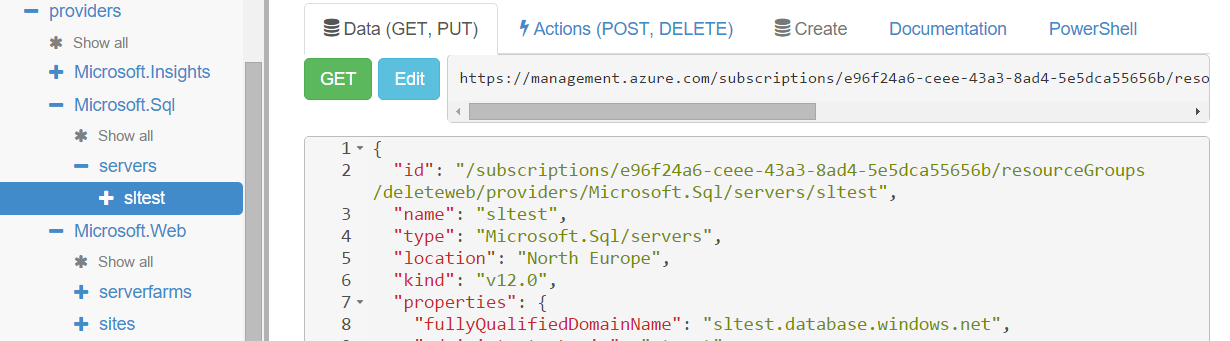 providers
Show all
Microsoft.Insights
Microsoft.Sql
Show all
servers
sltest
Microsoft.Web
Show all
serverfarms
sites
Data (GET, PUT)
Actions (POST, DELETE)
Create
Documentation
PowerShell
GET
Edit
https://management.azure.com/subscriptions/e96f24a6-ceee-43a3-8ad4-5e5dca55656b/reso
1 {
2 "id": "/subscriptions/e96f24a6-ceee-43a3-8ad4-5e5dca55656b/resourceGroups
/deleteweb/providers/Microsoft.Sql/servers/sltest",
3 "name": "sltest",
4 "type": "Microsoft.Sql/servers",
5 "location": "North Europe",
6 "kind": "v12.0",
7 "properties": {
8 "fullyQualifiedDomainName": "sltest.database.windows.net",